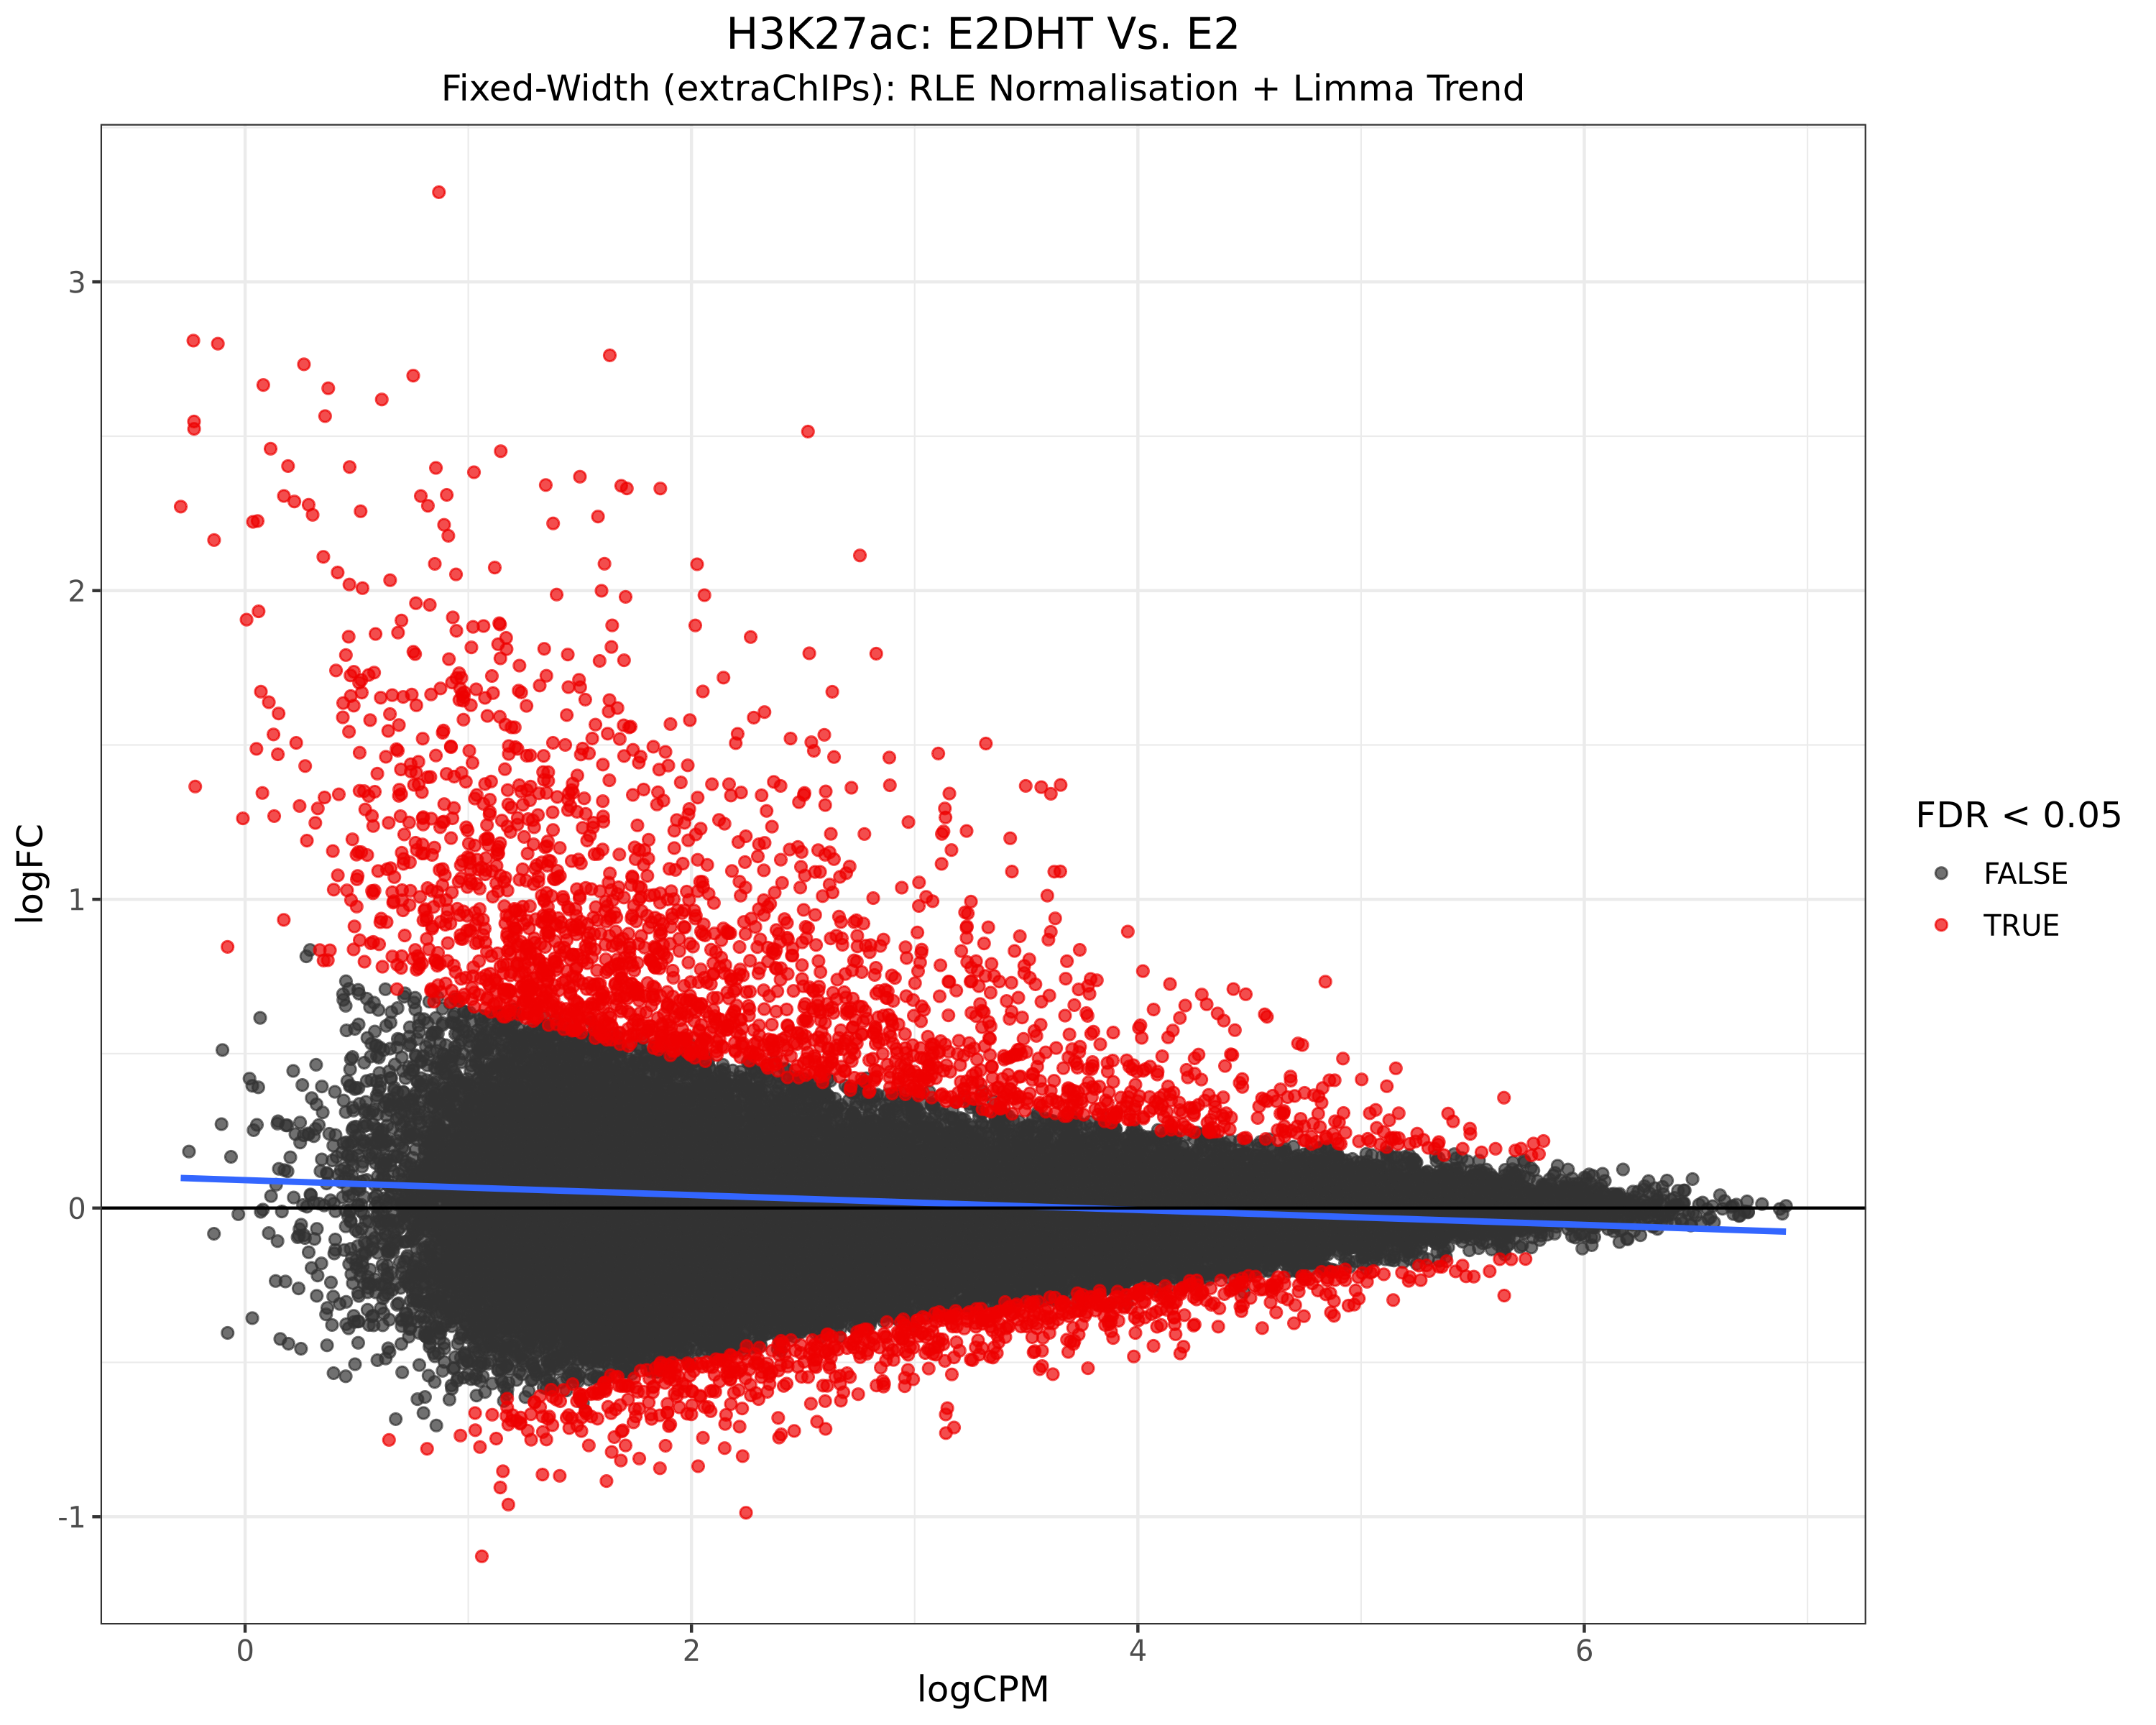 H3K27ac: E2DHT Vs. E2
Fixed-Width (extraChIPs): RLE Normalisation + Limma Trend
3
2
1
0
-1
logFC
0 2 4 6
logCPM
FDR < 0.05
FALSE
TRUE